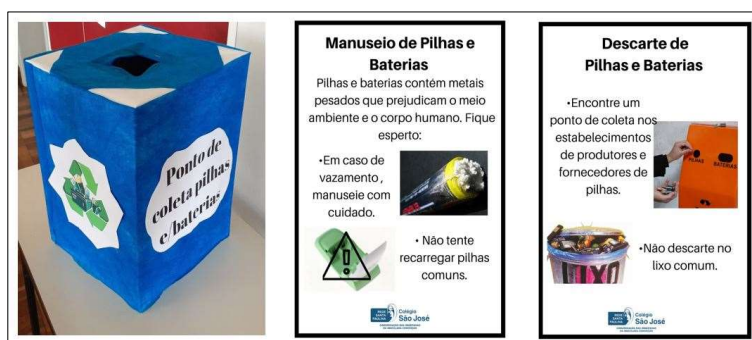 Ponto de
coleta pilhas
e/baterias
Manuseio de Pilhas e
Baterias
Pilhas e baterias contém metais
pesados que prejudicam o meio
ambiente e o corpo humano. Fique
esperto:
•Em caso de
vazamento ,
manuseie com
cuidado.
• Não tente
recarregar pilhas
comuns.
Colégio
São José
Descarte de
Pilhas e Baterias
•Encontre um
ponto de coleta nos
estabelecimentos
de produtores e
fornecedores de
pilhas.
PILHAS
BATERIAS
LIXO
•Não descarte no
lixo comum.
Colégio
São José